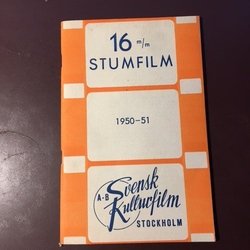 16 m/m
STUMFILM
1950-51
A-B Svensk
Kulturfilm
STOCKHOLM